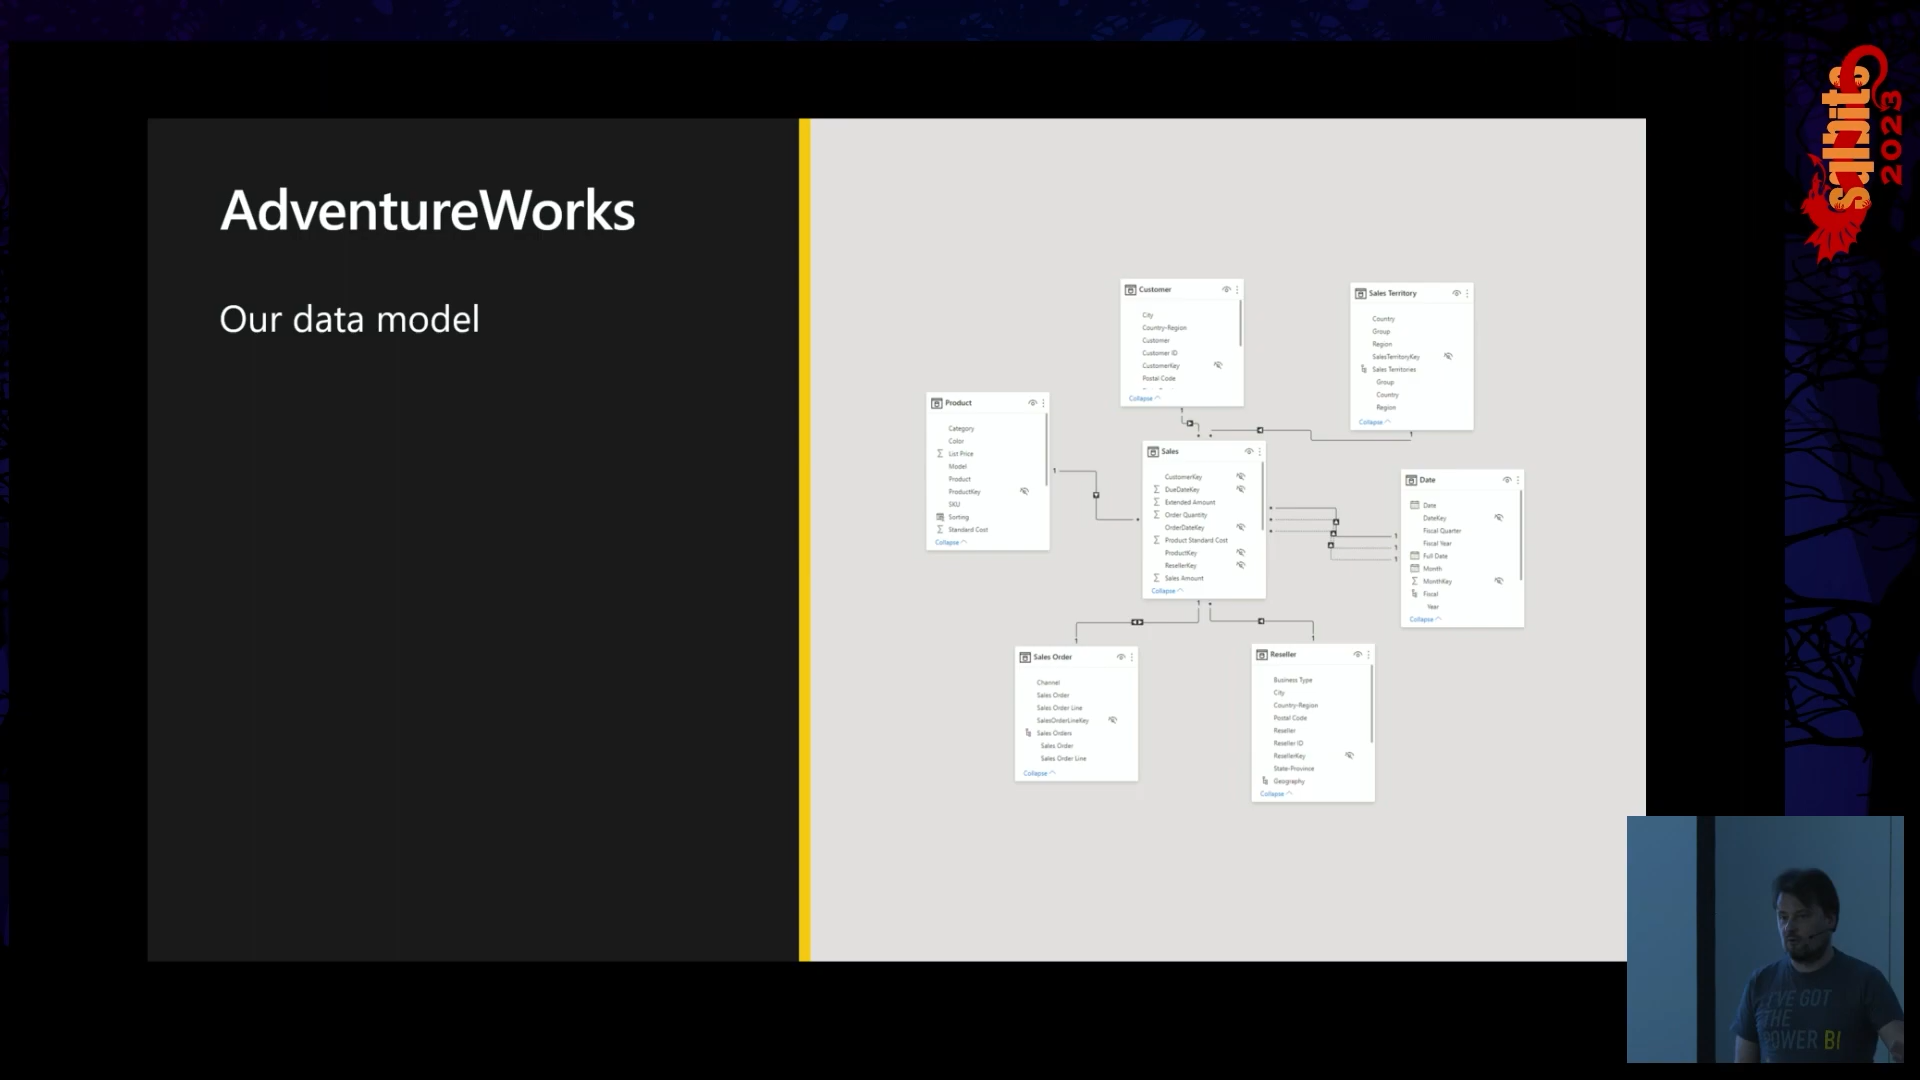 AdventureWorks
Our data model
Customer
City
Country-Region
Customer
Customer ID
CustomerKey
Postal Code
Collapse
Sales Territory
Country
Group
Region
SalesTerritoryKey
Sales Territories
Group
Country
Region
Collapse
Product
Category
Color
List Price
Model
Product
ProductKey
SKU
Sorting
Standard Cost
Collapse
Sales
CustomerKey
DueDateKey
Extended Amount
Order Quantity
OrderDateKey
Product Standard Cost
ProductKey
ResellerKey
Sales Amount
Collapse
Date
Date
DateKey
Fiscal Quarter
Fiscal Year
Full Date
Month
MonthKey
Fiscal
Year
Collapse
Sales Order
Channel
Sales Order
Sales Order Line
SalesOrderLineKey
Sales Orders
Sales Order
Sales Order Line
Collapse
Reseller
Business Type
City
Country-Region
Postal Code
Reseller
Reseller ID
ResellerKey
State-Province
Geography
Collapse
sqlbits
2023
I'VE GOT
THE
POWER BI